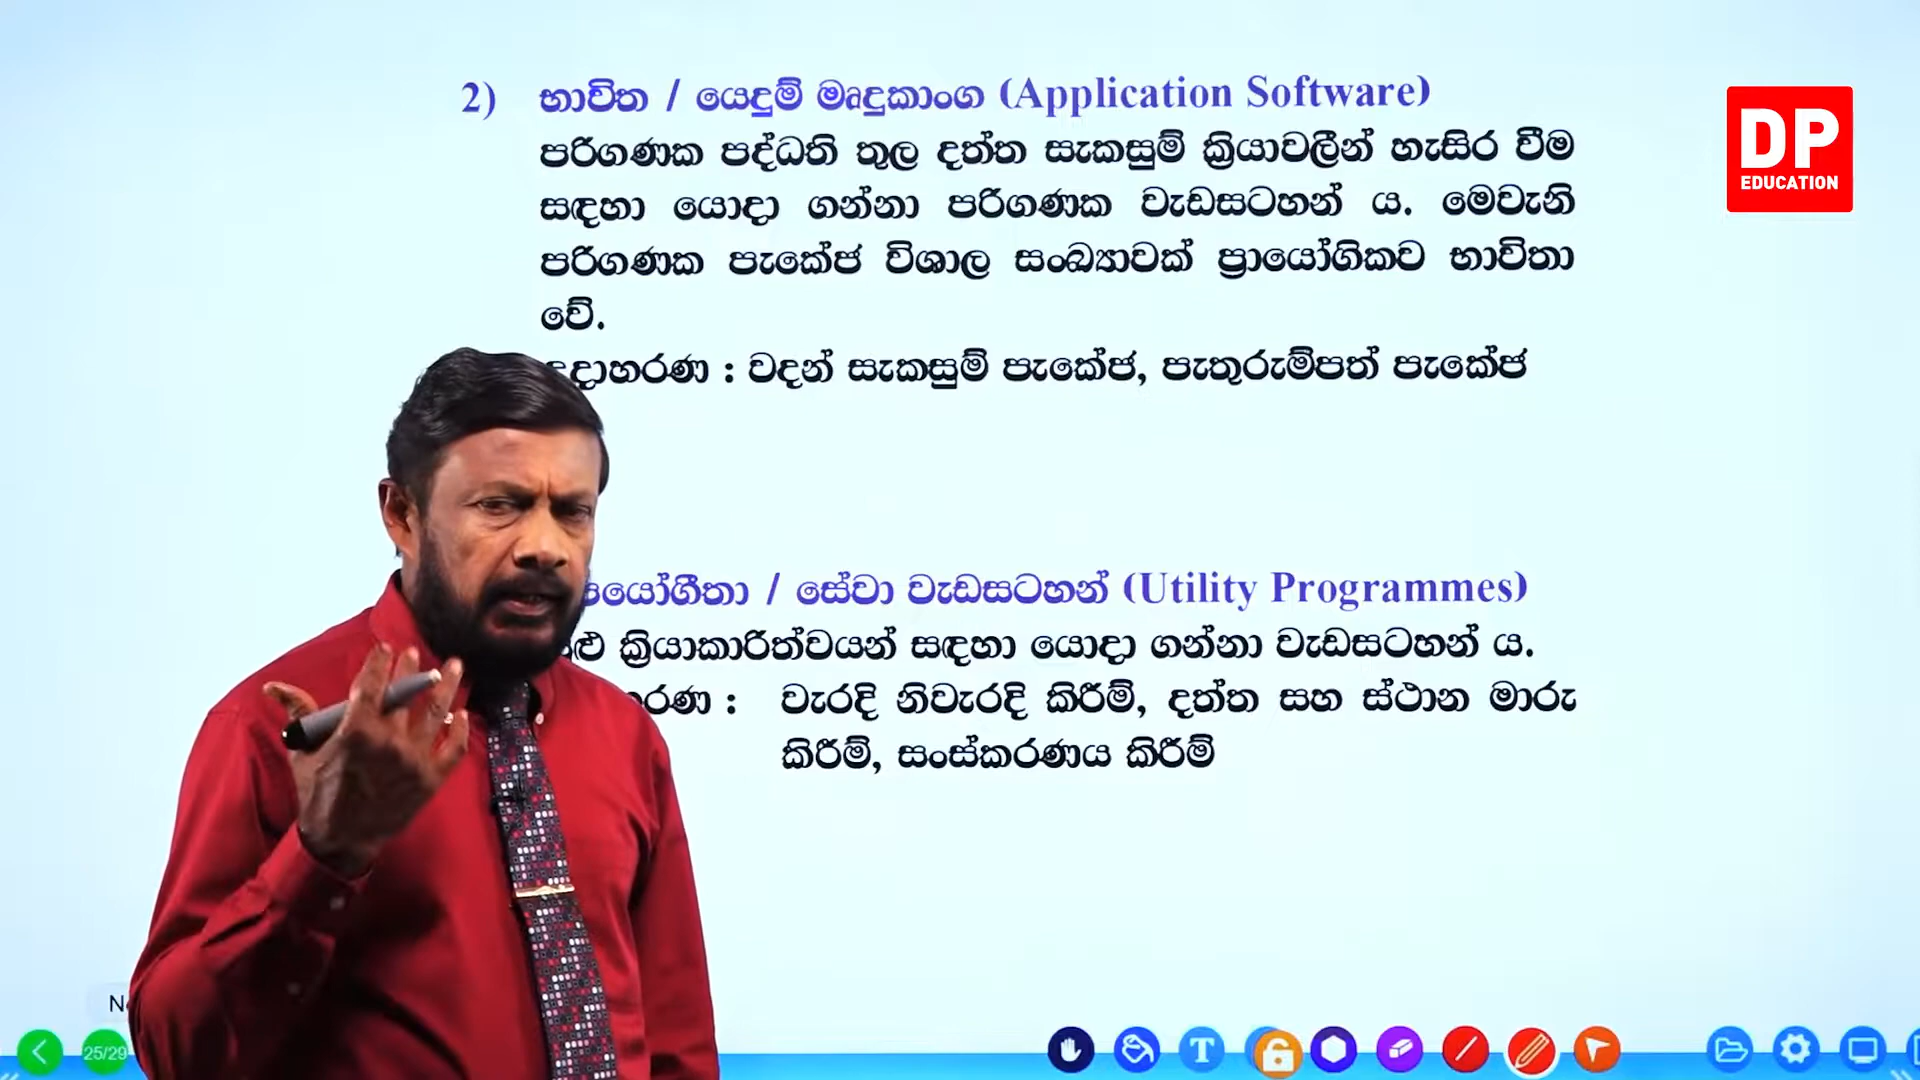 2) භාවිත / යෙදුම් මෘදුකාංග (Application Software)
පරිගණක පද්ධති තුල දත්ත සැකසුම් ක්‍රියාවලීන් හැසිර වීම
සඳහා යොදා ගන්නා පරිගණක වැඩසටහන් ය. මෙවැනි
පරිගණක පැකේජ විශාල සංඛ්‍යාවක් ප්‍රායෝගිකව භාවිතා
වේ.
: වදන් සැකසුම් පැකේජ, පැතුරුම්පත් පැකේජ
/ සේවා වැඩසටහන් (Utility Programmes)
ක්‍රියාකාරිත්වයන් සඳහා යොදා ගන්නා වැඩසටහන් ය.
: වැරදි නිවැරදි කිරීම්, දත්ත සහ ස්ථාන මාරු
කිරීම්, සංස්කරණය කිරීම්
DP
EDUCATION
25/29
T